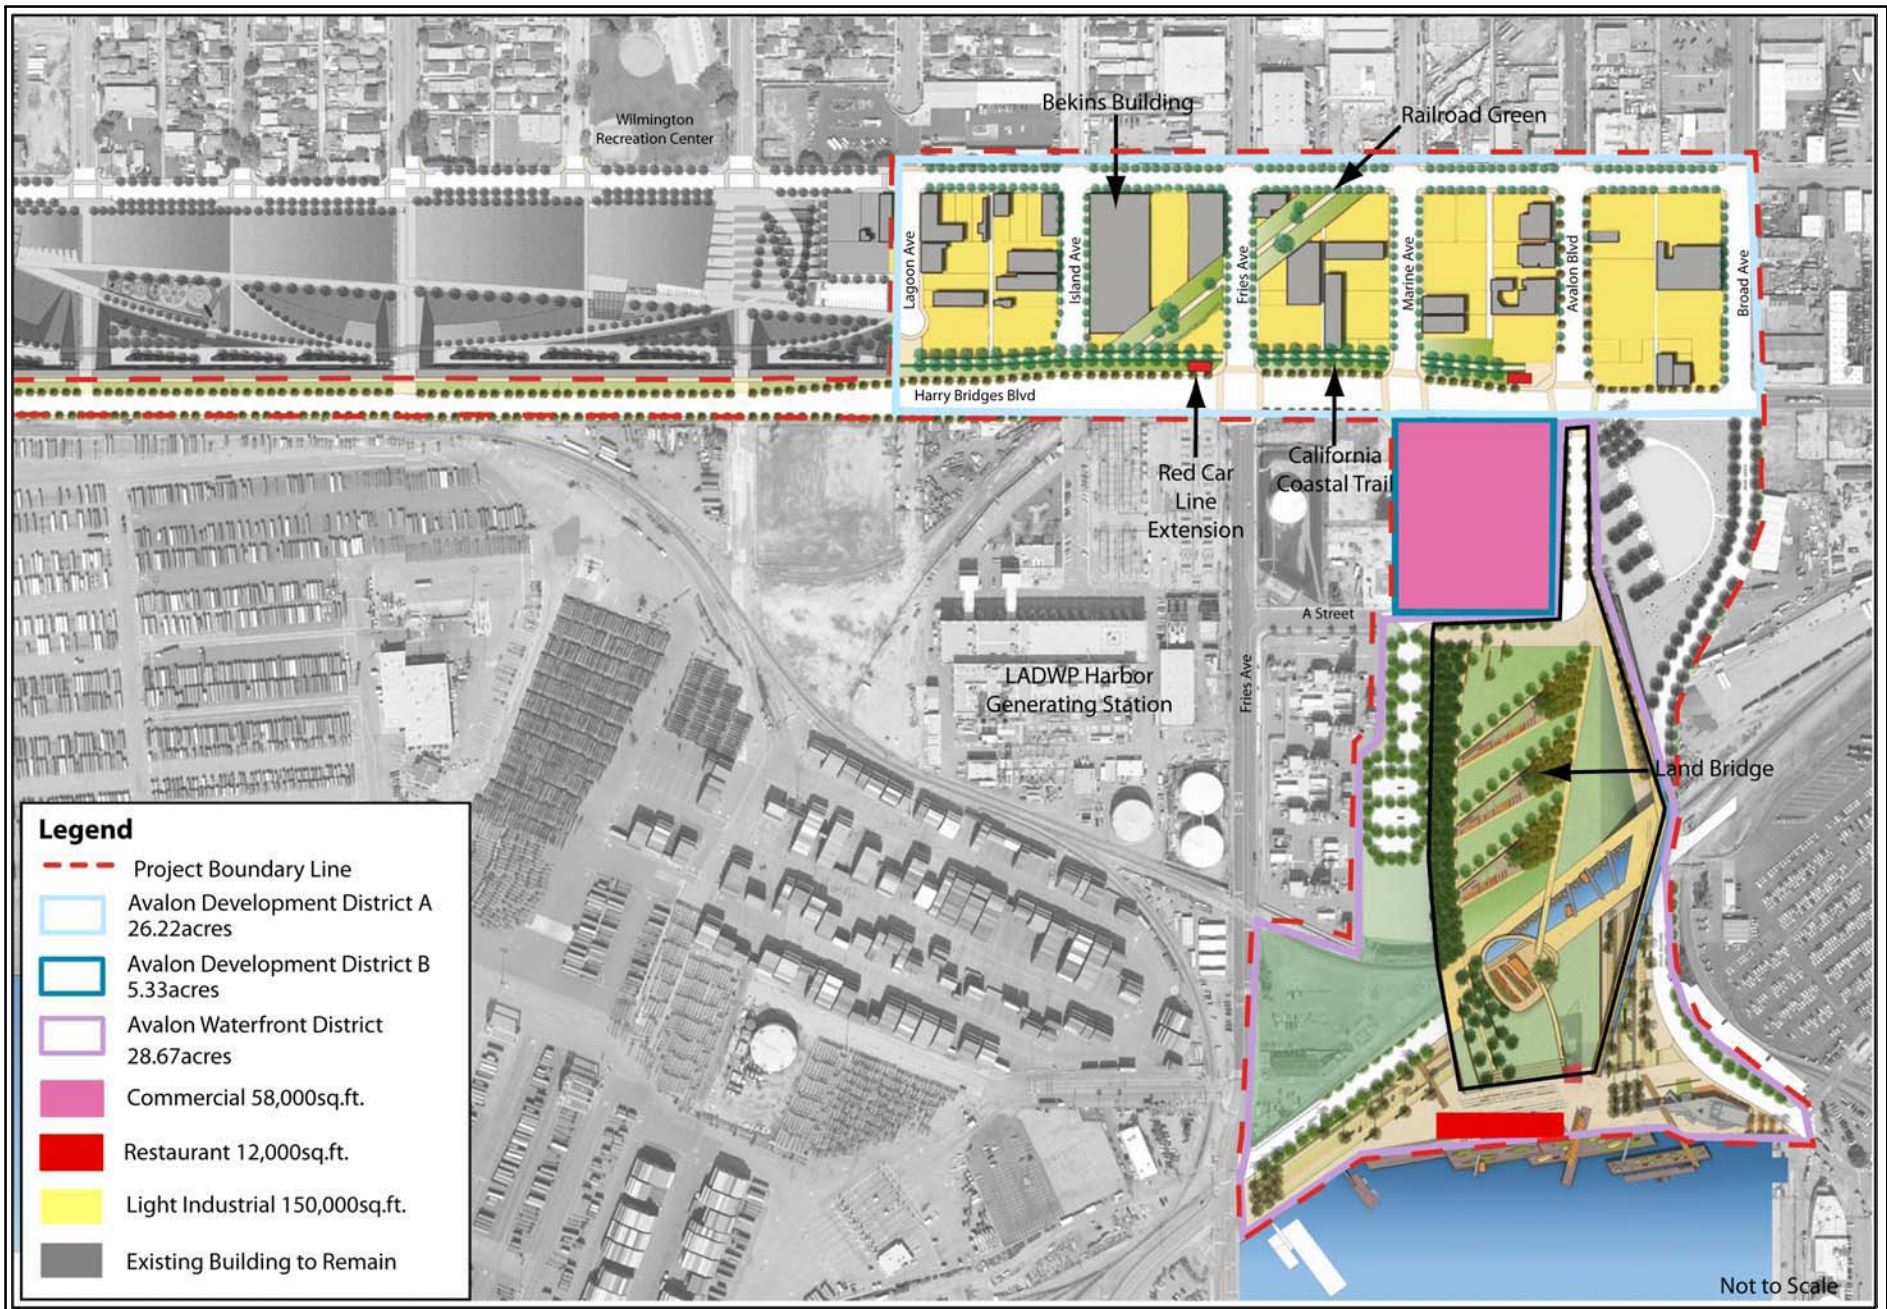 Wilmington
Recreation Center
Bekins Building
Railroad Green
Lagoon Ave
Island Ave
Fries Ave
Marine Ave
Avalon Blvd
Broad Ave
Harry Bridges Blvd
Red Car
Line
Extension
California
Coastal Trail
A Street
Fries Ave
LADWP Harbor
Generating Station
Land Bridge
Legend
Project Boundary Line
Avalon Development District A
26.22acres
Avalon Development District B
5.33acres
Avalon Waterfront District
28.67acres
Commercial 58,000sq.ft.
Restaurant 12,000sq.ft.
Light Industrial 150,000sq.ft.
Existing Building to Remain
Not to Scale